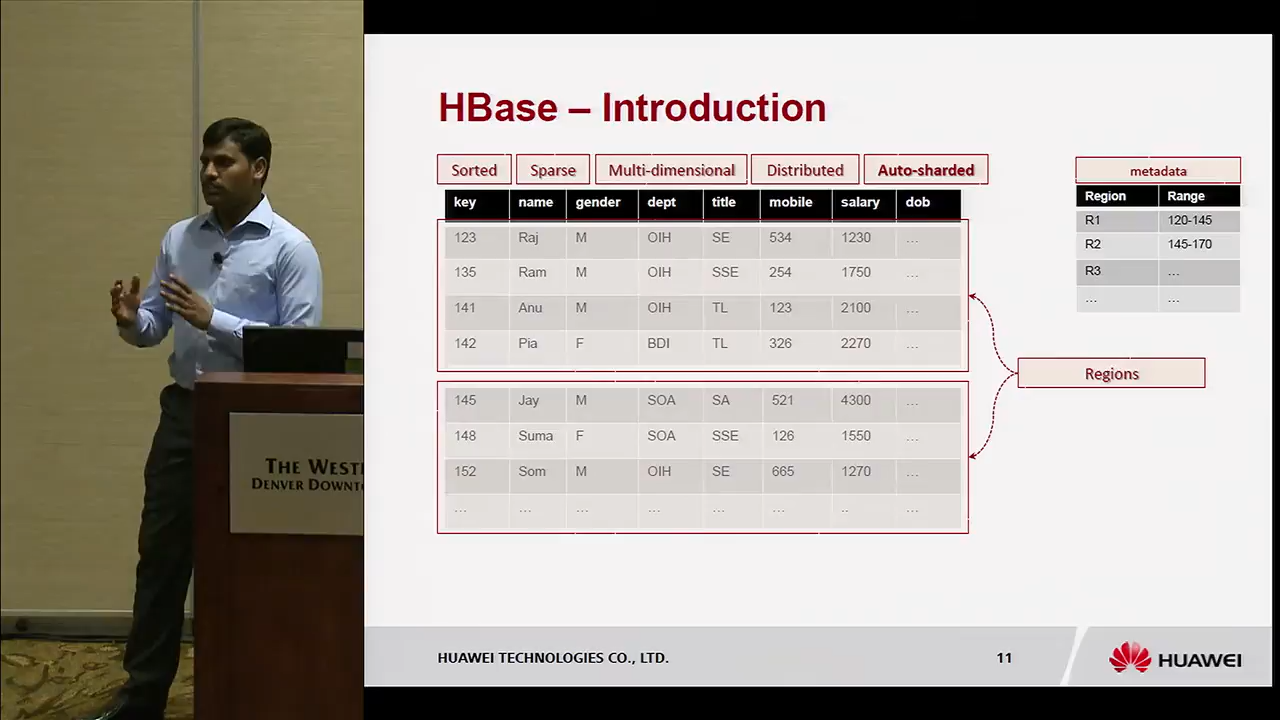 HBase – Introduction
Sorted Sparse Multi-dimensional Distributed Auto-sharded
key name gender dept title mobile salary dob
123 Raj M OIH SE 534 1230 ...
135 Ram M OIH SSE 254 1750 ...
141 Anu M OIH TL 123 2100 ...
142 Pia F BDI TL 326 2270 ...
145 Jay M SOA SA 521 4300 ...
148 Suma F SOA SSE 126 1550 ...
152 Som M OIH SE 665 1270 ...
... ... ... ... ... ... .. ...
metadata
Region Range
R1 120-145
R2 145-170
R3 ...
... ...
Regions
THE WEST
DENVER DOWNT
HUAWEI TECHNOLOGIES CO., LTD.
11
HUAWEI